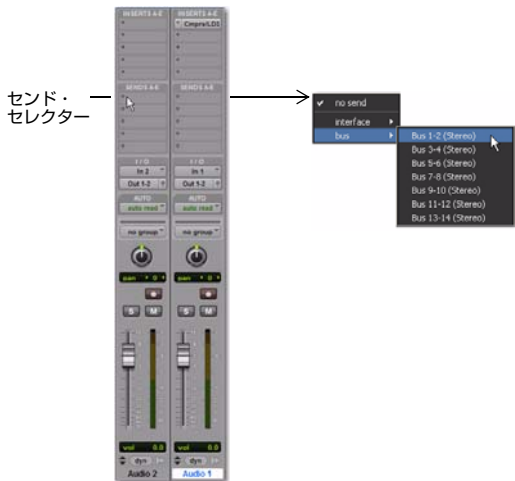 センド・
セレクター
INSERTS A-E
INSERTS A-E
Cmprs/LD1
SENDS A-E
SENDS A-E
I / O
I / O
In 2
In 1
Out 1-2
Out 1-2
AUTO
AUTO
auto read
auto read
no group
no group
pan 0
pan 0
S M
S M
vol 0.0
vol 0.0
dyn
dyn
Audio 2
Audio 1
no send
interface
bus
Bus 1-2 (Stereo)
Bus 3-4 (Stereo)
Bus 5-6 (Stereo)
Bus 7-8 (Stereo)
Bus 9-10 (Stereo)
Bus 11-12 (Stereo)
Bus 13-14 (Stereo)